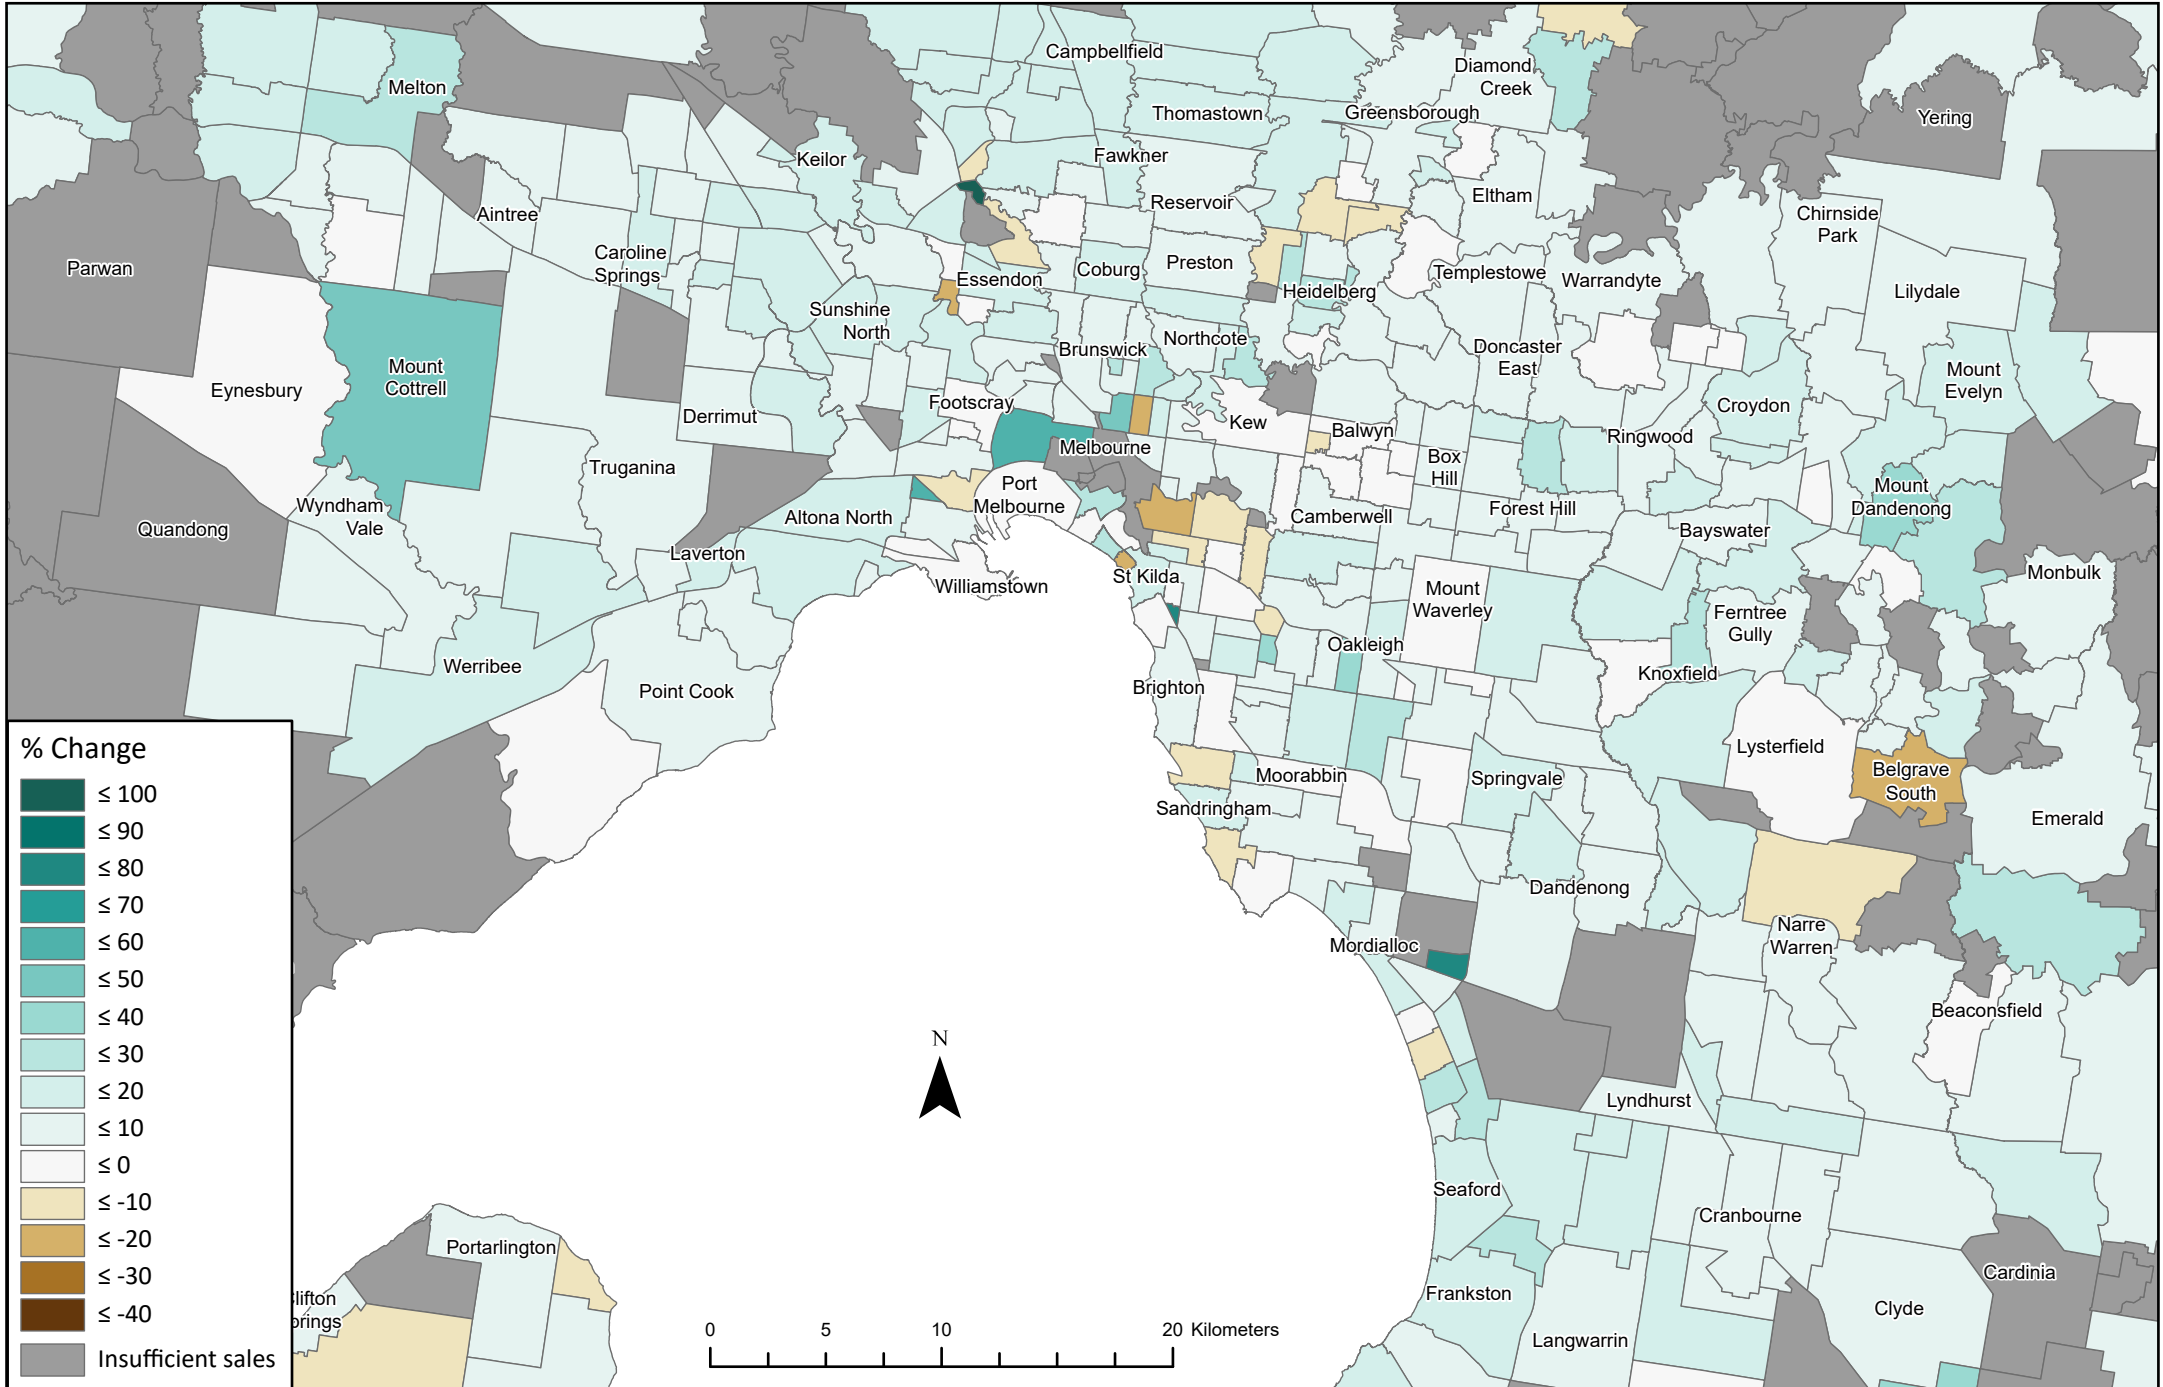 Campbellfield
Diamond
Creek
Melton
Thomastown
Greensborough
Yering
Keilor
Fawkner
Eltham
Reservoir
Aintree
Chirnside
Park
Caroline
Springs
Parwan
Essendon
Coburg
Preston
Templestowe
Warrandyte
Heidelberg
Lilydale
Sunshine
North
Northcote
Brunswick
Doncaster
East
Mount
Cottrell
Eynesbury
Mount
Evelyn
Footscray
Croydon
Derrimut
Kew
Balwyn
Ringwood
Melbourne
Truganina
Box
Hill
Port
Melbourne
Mount
Dandenong
Wyndham
Vale
Altona North
Camberwell
Forest Hill
Quandong
Bayswater
Laverton
Williamstown
St Kilda
Monbulk
Mount
Waverley
Ferntree
Gully
Oakleigh
Werribee
Point Cook
Brighton
Knoxfield
Lysterfield
Moorabbin
Springvale
Belgrave
South
Sandringham
Emerald
Dandenong
Narre
Warren
Mordialloc
Beaconsfield
Lyndhurst
Seaford
Cranbourne
Portarlington
Cardinia
Frankston
Clyde
Langwarrin
lifton
prings
% Change
≤ 100
≤ 90
≤ 80
≤ 70
≤ 60
≤ 50
≤ 40
≤ 30
≤ 20
≤ 10
≤ 0
≤ -10
≤ -20
≤ -30
≤ -40
Insufficient sales
N
0 5 10 20 Kilometers